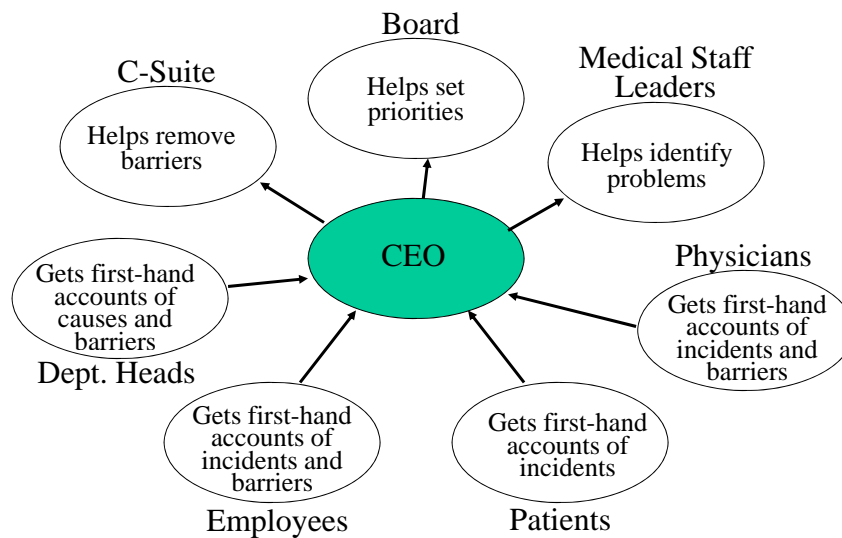 Board
Helps set
priorities
C-Suite
Helps remove
barriers
Medical Staff
Leaders
Helps identify
problems
CEO
Gets first-hand
accounts of
causes and
barriers
Dept. Heads
Physicians
Gets first-hand
accounts of
incidents and
barriers
Gets first-hand
accounts of
incidents and
barriers
Employees
Gets first-hand
accounts of
incidents
Patients